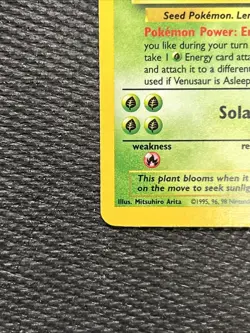 Seed Pokémon. Len
Pokémon Power: En
you like during your turn
take 1 Energy card atta
and attach it to a different
used if Venusaur is Asleep
Sola
weakness
re
This plant blooms when it
on the move to seek sunlig
Illus. Mitsuhiro Arita ©1995, 96, 98 Nintend